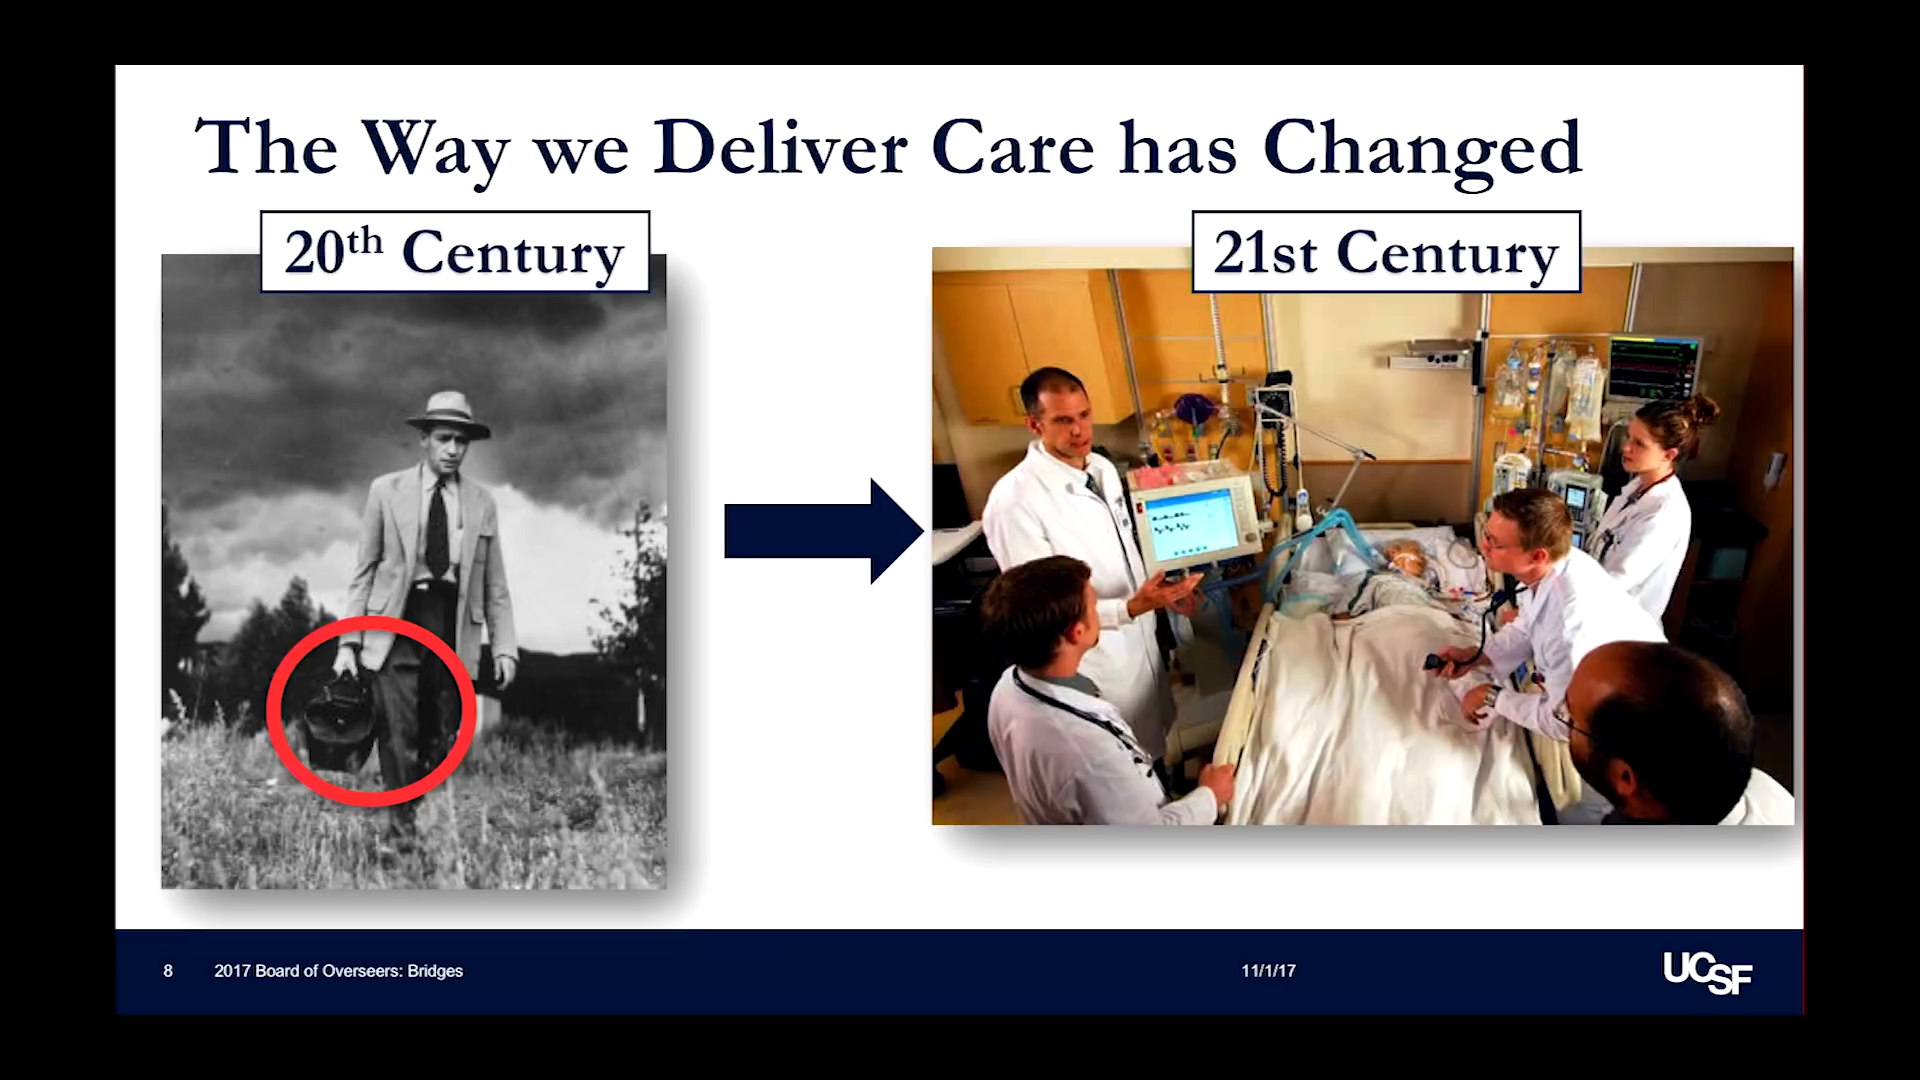 The Way we Deliver Care has Changed
20th Century
21st Century
8 2017 Board of Overseers: Bridges 11/1/17 UCSF